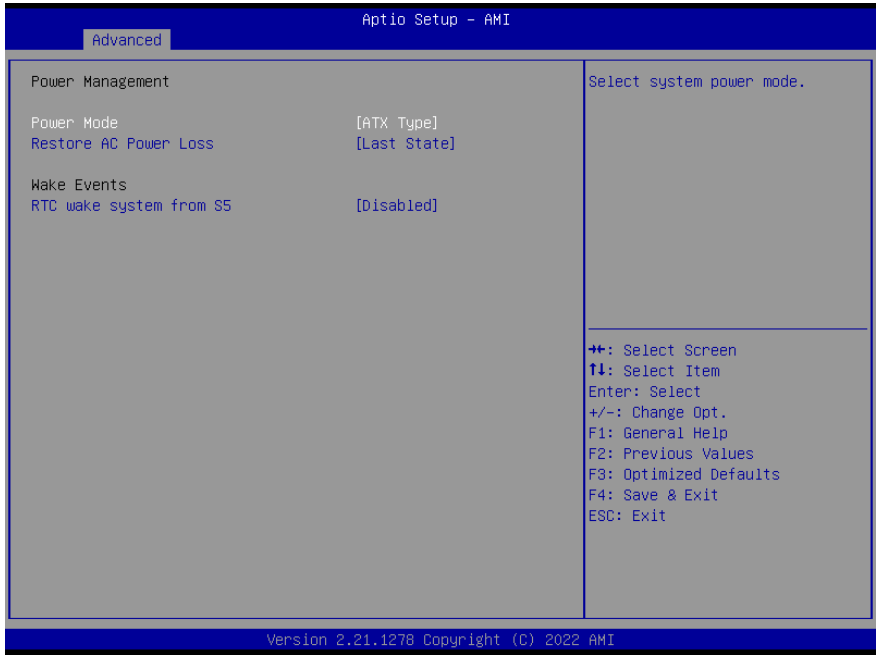 Aptio Setup – AMI
Advanced
Power Management
Power Mode [ATX Type]
Restore AC Power Loss [Last State]
Wake Events
RTC wake system from S5 [Disabled]
Select system power mode.
→←: Select Screen
↑↓: Select Item
Enter: Select
+/-: Change Opt.
F1: General Help
F2: Previous Values
F3: Optimized Defaults
F4: Save & Exit
ESC: Exit
Version 2.21.1278 Copyright (C) 2022 AMI